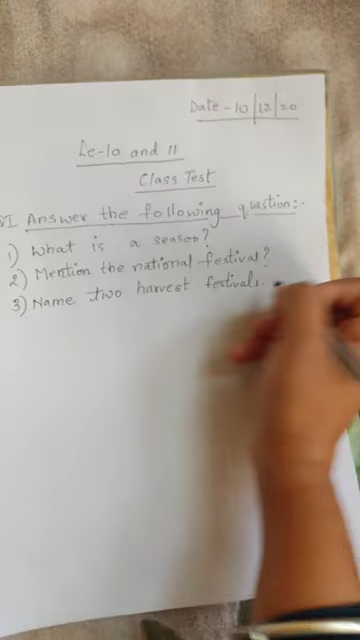 Date - 10/12/20
Le-10 and 11
Class Test
QI Answer the following question:-
1) What is a season?
2) Mention the national festival?
3) Name two harvest festivals.